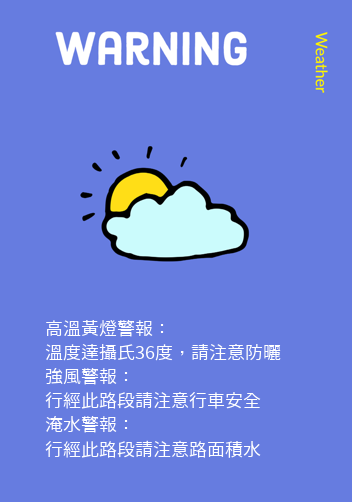 WARNING
Weather
高溫黃燈警報：
溫度達攝氏36度，請注意防曬
強風警報：
行經此路段請注意行車安全
淹水警報：
行經此路段請注意路面積水